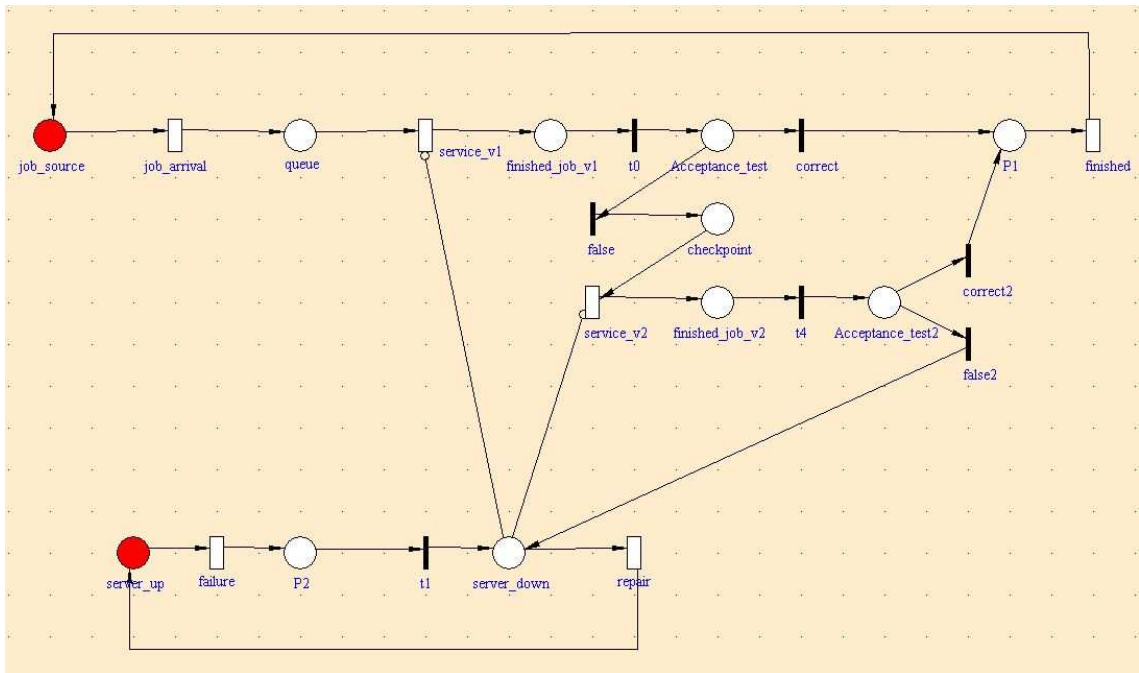 job_source
job_arrival
queue
service_v1
finished_job_v1
t0
Acceptance_test
correct
P1
finished
false
checkpoint
correct2
service_v2
finished_job_v2
t4
Acceptance_test2
false2
server_up
failure
P2
t1
server_down
repair